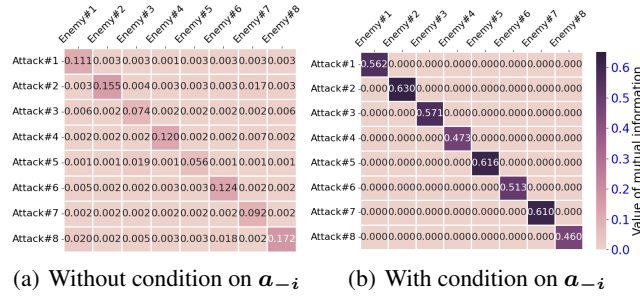 Enemy#1 Enemy#2 Enemy#3 Enemy#4 Enemy#5 Enemy#6 Enemy#7 Enemy#8
Attack#1 0.111 0.003 0.003 0.001 0.003 0.003 0.003 0.003
Attack#2 0.003 0.155 0.004 0.003 0.003 0.003 0.017 0.003
Attack#3 0.006 0.002 0.074 0.002 0.002 0.002 0.002 0.006
Attack#4 0.002 0.002 0.002 0.120 0.002 0.002 0.007 0.002
Attack#5 0.001 0.001 0.019 0.001 0.056 0.001 0.001 0.001
Attack#6 0.005 0.002 0.002 0.003 0.002 0.124 0.002 0.002
Attack#7 0.002 0.002 0.002 0.002 0.002 0.002 0.092 0.002
Attack#8 0.020 0.002 0.005 0.003 0.003 0.018 0.002 0.172
(a) Without condition on a₋ᵢ
Enemy#1 Enemy#2 Enemy#3 Enemy#4 Enemy#5 Enemy#6 Enemy#7 Enemy#8
Attack#1 0.562 0.000 0.000 0.000 0.000 0.000 0.000 0.000
Attack#2 0.000 0.630 0.000 0.000 0.000 0.000 0.000 0.000
Attack#3 0.000 0.000 0.571 0.000 0.000 0.000 0.000 0.000
Attack#4 0.000 0.000 0.000 0.473 0.000 0.000 0.000 0.000
Attack#5 0.000 0.000 0.000 0.000 0.616 0.000 0.000 0.000
Attack#6 0.000 0.000 0.000 0.000 0.000 0.513 0.000 0.000
Attack#7 0.000 0.000 0.000 0.000 0.000 0.000 0.610 0.000
Attack#8 0.000 0.000 0.000 0.000 0.000 0.000 0.000 0.460
(b) With condition on a₋ᵢ
0.6
0.5
0.4
0.3
0.2
0.1
0.0
Value of mutual information